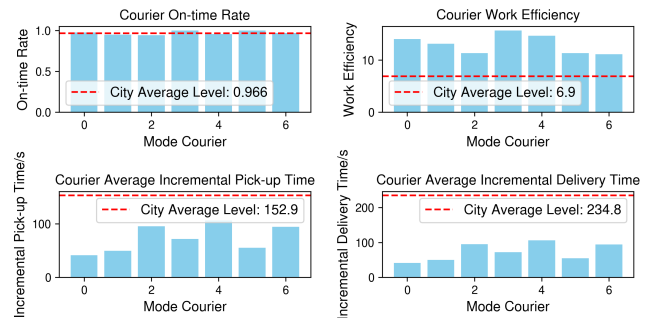 Courier On-time Rate
On-time Rate
1.0
0.5
0.0
City Average Level: 0.966
0 2 4 6
Mode Courier
Courier Work Efficiency
Work Efficiency
10
0
City Average Level: 6.9
0 2 4 6
Mode Courier
Courier Average Incremental Pick-up Time
Incremental Pick-up Time/s
100
0
City Average Level: 152.9
0 2 4 6
Mode Courier
Courier Average Incremental Delivery Time
Incremental Delivery Time/s
200
100
0
City Average Level: 234.8
0 2 4 6
Mode Courier